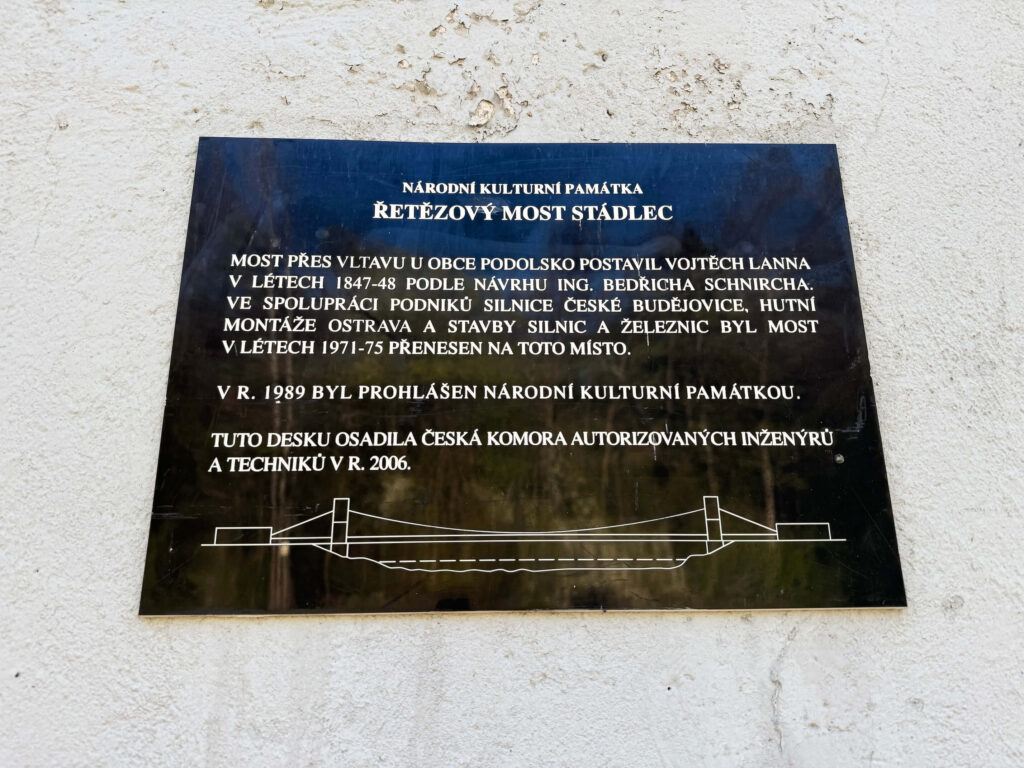 NÁRODNÍ KULTURNÍ PAMÁTKA
ŘETĚZOVÝ MOST STÁDLEC
MOST PŘES VLTAVU U OBCE PODOLSKO POSTAVIL VOJTĚCH LANNA
V LÉTECH 1847-48 PODLE NÁVRHU ING. BEDŘICHA SCHNIRCHA.
VE SPOLUPRÁCI PODNIKŮ SILNICE ČESKÉ BUDĚJOVICE, HUTNÍ
MONTÁŽE OSTRAVA A STAVBY SILNIC A ŽELEZNIC BYL MOST
V LÉTECH 1971-75 PŘENESEN NA TOTO MÍSTO.
V R. 1989 BYL PROHLÁŠEN NÁRODNÍ KULTURNÍ PAMÁTKOU.
TUTO DESKU OSADILA ČESKÁ KOMORA AUTORIZOVANÝCH INŽENÝRŮ
A TECHNIKŮ V R. 2006.